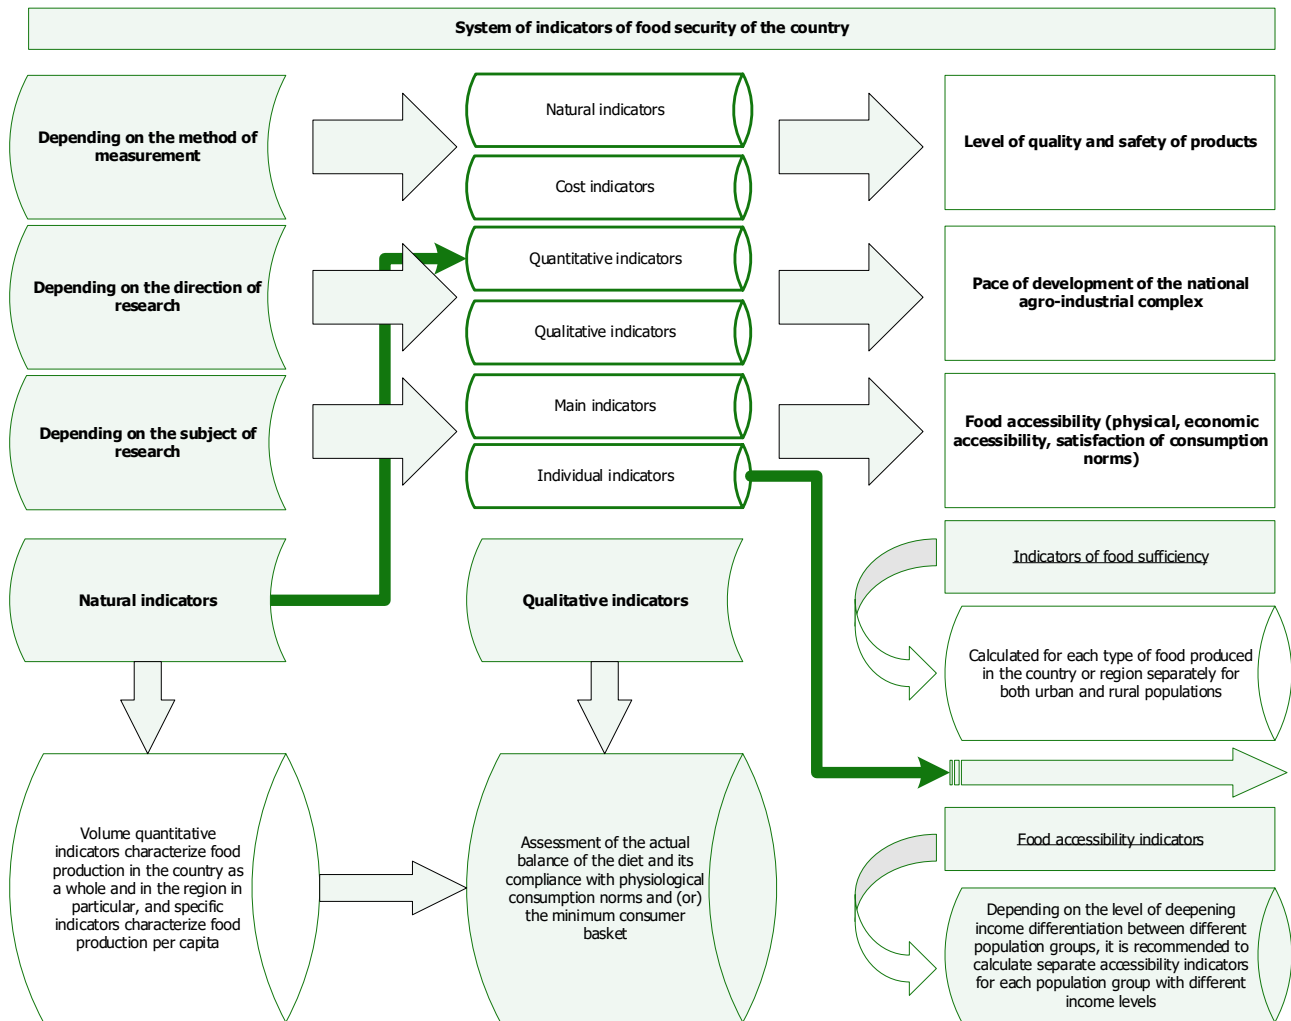 System of indicators of food security of the country
Depending on the method of
measurement
Natural indicators
Cost indicators
Level of quality and safety of products
Depending on the direction of
research
Quantitative indicators
Qualitative indicators
Pace of development of the national
agro-industrial complex
Depending on the subject of
research
Main indicators
Individual indicators
Food accessibility (physical, economic
accessibility, satisfaction of consumption
norms)
Natural indicators
Qualitative indicators
Indicators of food sufficiency
Calculated for each type of food produced
in the country or region separately for
both urban and rural populations
Volume quantitative
indicators characterize food
production in the country as
a whole and in the region in
particular, and specific
indicators characterize food
production per capita
Assessment of the actual
balance of the diet and its
compliance with physiological
consumption norms and (or)
the minimum consumer
basket
Food accessibility indicators
Depending on the level of deepening
income differentiation between different
population groups, it is recommended to
calculate separate accessibility indicators
for each population group with different
income levels